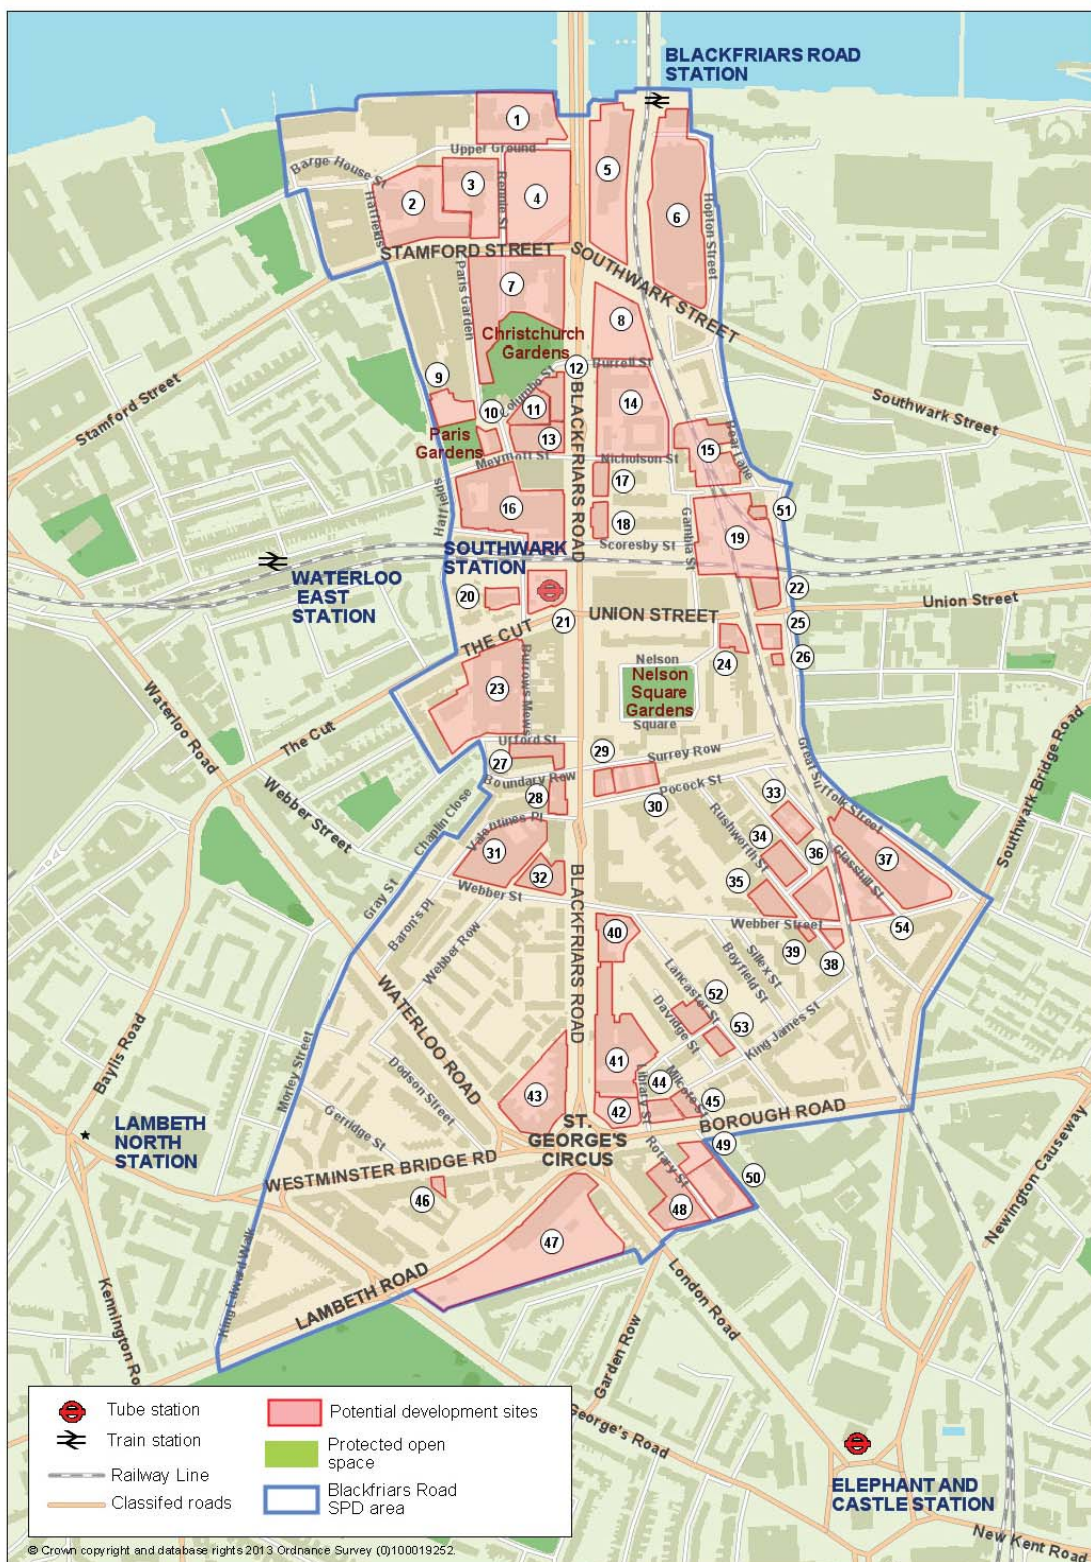 BLACKFRIARS ROAD
STATION
1
Upper Ground
Barge House St
Hatfields
2
3
Rennie St
4
5
6
Hopton Street
STAMFORD STREET
SOUTHWARK STREET
Paris Garden
7
8
Christchurch
Gardens
Burrell St
9
10
Columbo St
11
12
13
14
BLACKFRIARS ROAD
Stamford Street
Southwark Street
Paris
Gardens
Meymott St
Nicholson St
15
Bear Lane
Hatfields
16
17
18
Scoresby St
Gambia St
19
51
SOUTHWARK
STATION
WATERLOO
EAST
STATION
20
21
22
UNION STREET
Union Street
THE CUT
25
24
26
23
Burrows Mews
Nelson
Nelson
Square
Gardens
Square
Waterloo Road
The Cut
Ufford St
27
29
Surrey Row
Boundary Row
28
30
Pocock St
Great Suffolk Street
Southwark Bridge Road
Webber Street
Chaplin Close
Valentines Pl
31
32
33
34
Rushworth St
35
36
Glasshill St
37
54
Gray St
Webber St
BLACKFRIARS ROAD
Webber Street
39
38
Baron's Pl
Webber Row
40
Silex St
Boyfield St
Lancaster St
52
Davidge St
53
King James St
WATERLOO ROAD
Baylis Road
Morley Street
Dodson Street
Gerridge St
41
43
42
Library St
44
Milcote St
45
BOROUGH ROAD
LAMBETH
NORTH
STATION
ST.
GEORGE'S
CIRCUS
WESTMINSTER BRIDGE RD
Rotary St
49
50
46
48
47
Newington Causeway
King Edward Walk
LAMBETH ROAD
London Road
Kennington Ro
Garden Row
George's Road
Tube station
Train station
Railway Line
Classifed roads
Potential development sites
Protected open
space
Blackfriars Road
SPD area
ELEPHANT AND
CASTLE STATION
New Kent Road
© Crown copyright and database rights 2013 Ordnance Survey (0)100019252.